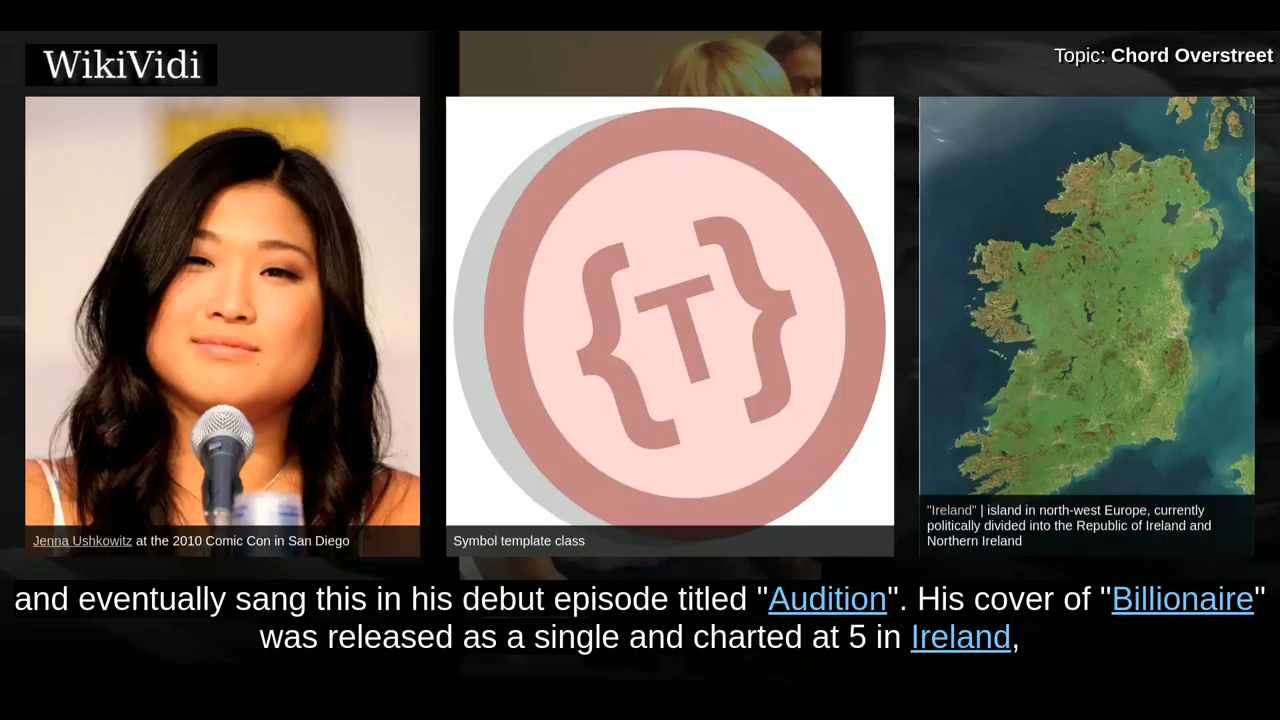 WikiVidi
Topic: Chord Overstreet
{T}
Jenna Ushkowitz at the 2010 Comic Con in San Diego
Symbol template class
"Ireland" | island in north-west Europe, currently
politically divided into the Republic of Ireland and
Northern Ireland
and eventually sang this in his debut episode titled "Audition". His cover of "Billionaire"
was released as a single and charted at 5 in Ireland,